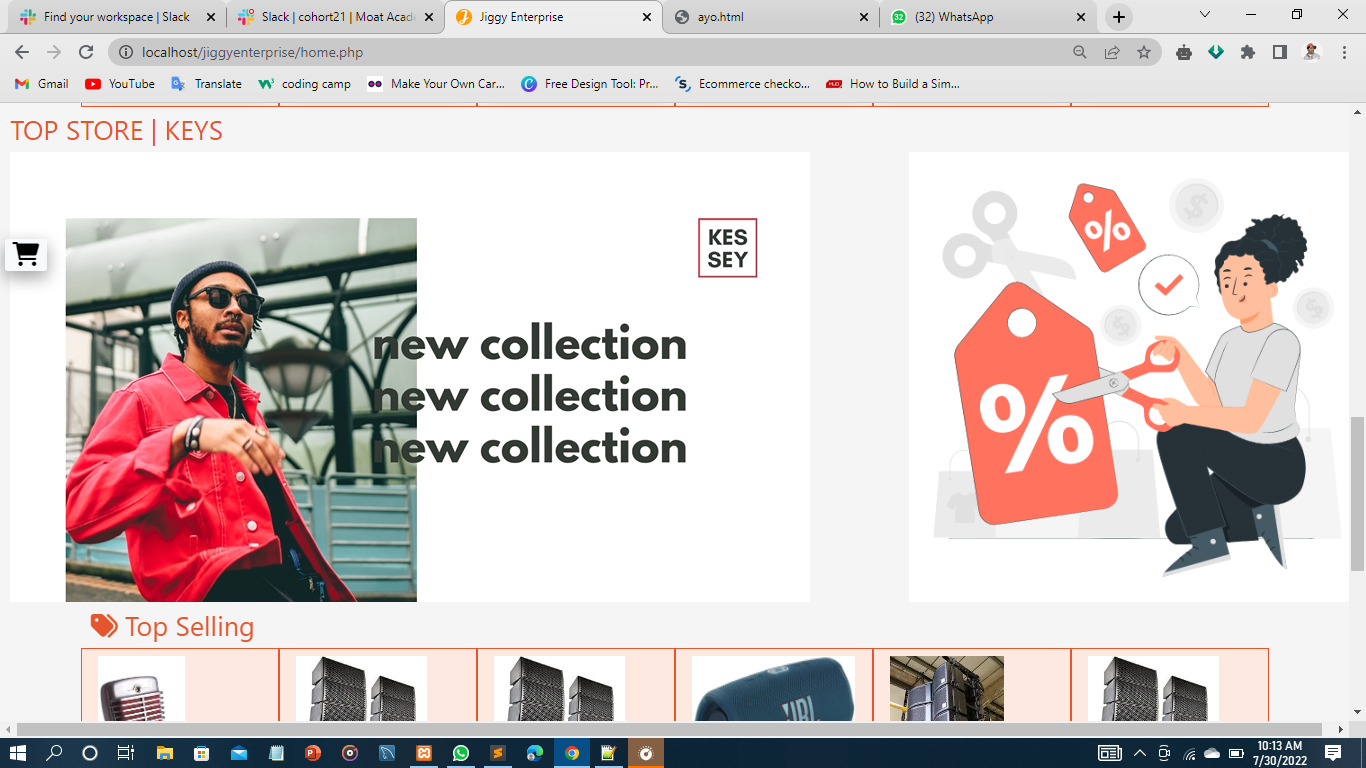 Find your workspace | Slack
Slack | cohort21 | Moat Acade
Jiggy Enterprise
ayo.html
32
(32) WhatsApp
localhost/jiggyenterprise/home.php
Gmail
YouTube
Translate
coding camp
Make Your Own Car...
Free Design Tool: Pr...
Ecommerce checko...
How to Build a Sim...
TOP STORE | KEYS
KES
SEY
new collection
new collection
new collection
%
%
$
$
$
Top Selling
JBL
10:13 AM
7/30/2022